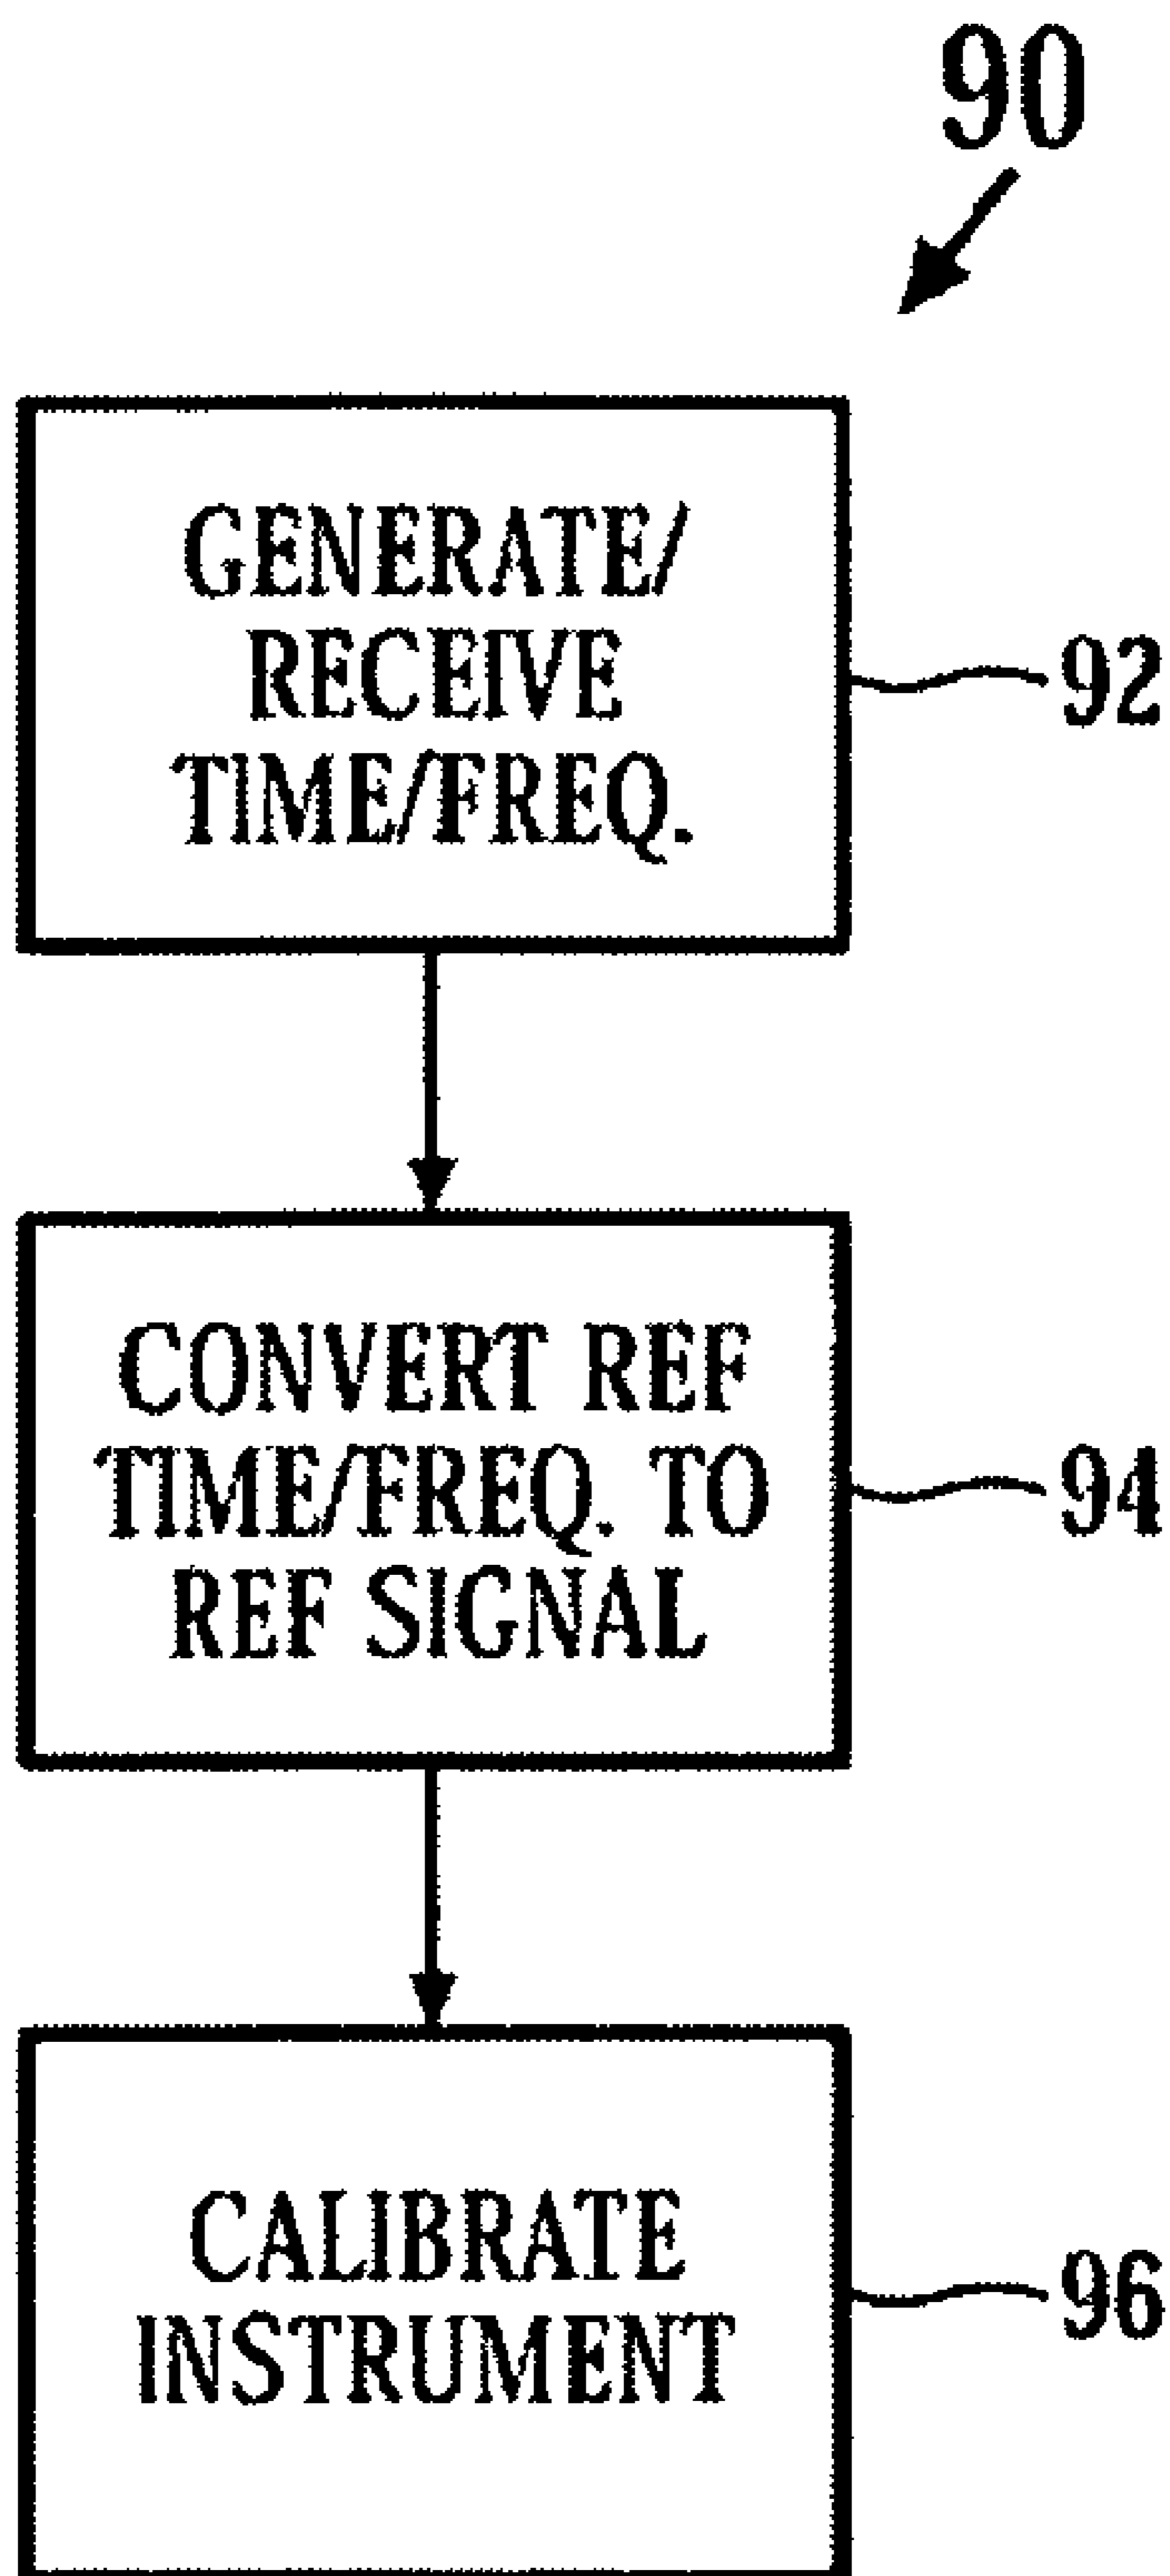 90
GENERATE/
RECEIVE
TIME/FREQ.
92
CONVERT REF
TIME/FREQ. TO
REF SIGNAL
94
CALIBRATE
INSTRUMENT
96